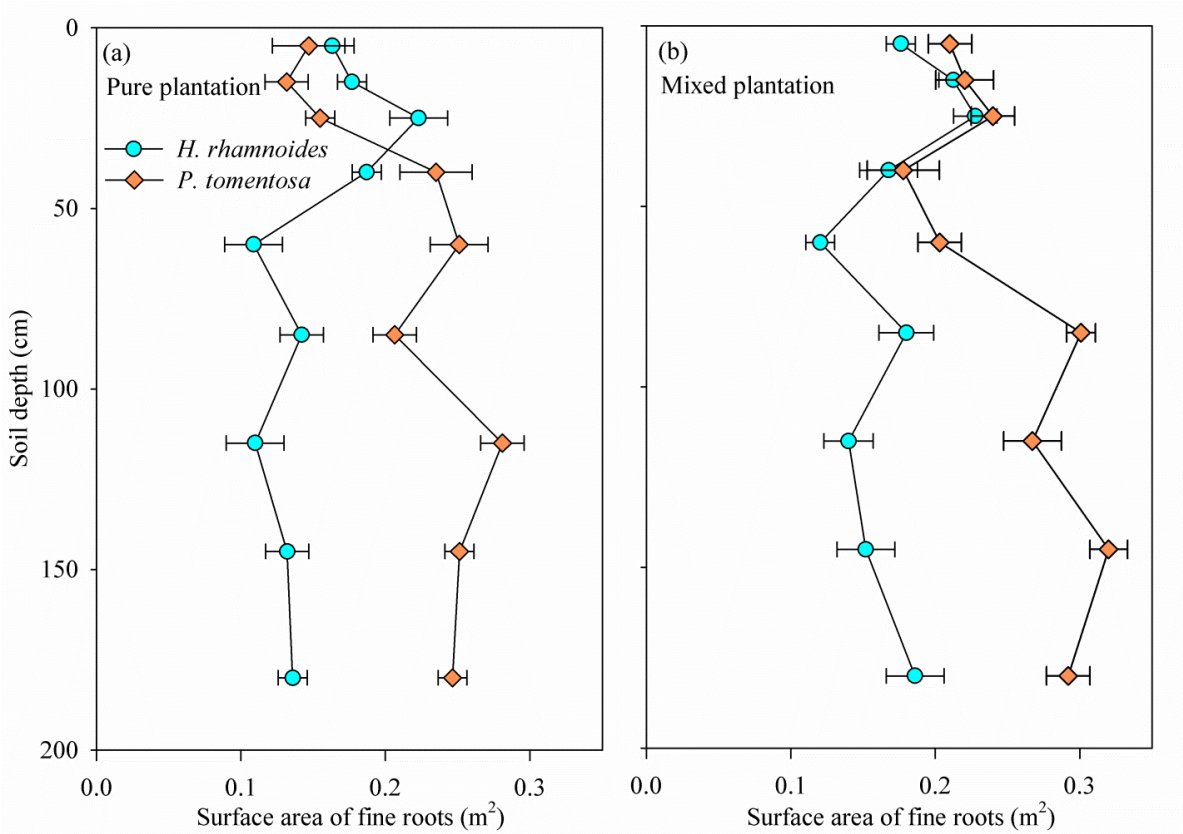 0
50
100
150
200
Soil depth (cm)
(a)
Pure plantation
H. rhamnoides
P. tomentosa
0.0
0.1
0.2
0.3
Surface area of fine roots (m²)
(b)
Mixed plantation
0.0
0.1
0.2
0.3
Surface area of fine roots (m²)